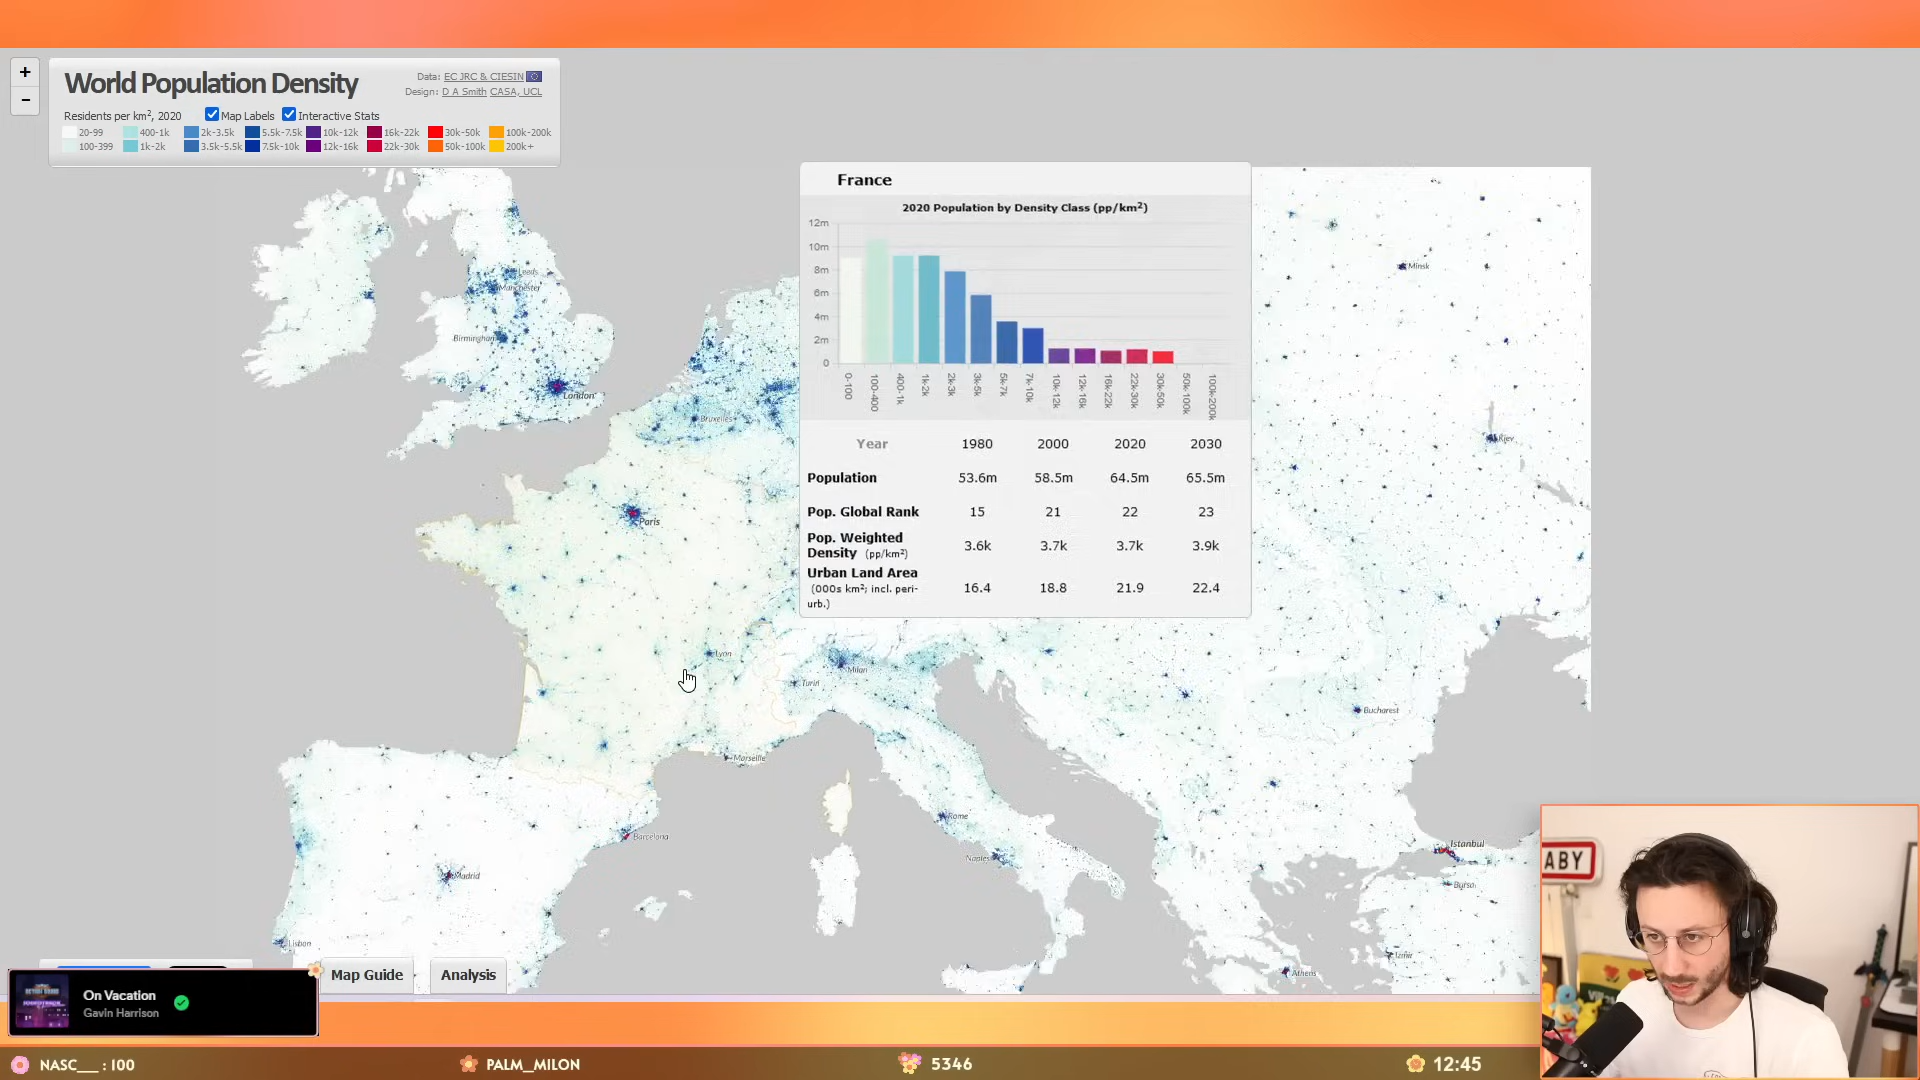 +
-
World Population Density
Data: EC JRC & CIESIN
Design: D A Smith CASA, UCL
Residents per km², 2020
Map Labels
Interactive Stats
20-99
400-1k
2k-3.5k
5.5k-7.5k
10k-12k
16k-22k
30k-50k
100k-200k
100-399
1k-2k
3.5k-5.5k
7.5k-10k
12k-16k
22k-30k
50k-100k
200k+
France
2020 Population by Density Class (pp/km²)
12m
10m
8m
6m
4m
2m
0
0-100
100-400
400-1k
1k-2k
2k-3k
3k-5k
5k-7k
7k-10k
10k-12k
12k-16k
16k-22k
22k-30k
30k-50k
50k-100k
100k-200k
Year 1980 2000 2020 2030
Population 53.6m 58.5m 64.5m 65.5m
Pop. Global Rank 15 21 22 23
Pop. Weighted
Density (pp/km²) 3.6k 3.7k 3.7k 3.9k
Urban Land Area
(000s km²; incl. peri-
urb.) 16.4 18.8 21.9 22.4
Leeds
Manchester
Birmingham
London
Bruxelles
Minsk
Kiev
Paris
Lyon
Milan
Turin
Bucharest
Marseille
Rome
Naples
Barcelona
Madrid
Lisbon
Istanbul
Bursa
Izmir
Athens
Map Guide
Analysis
ABY
On Vacation
Gavin Harrison
NASC___ : 100
PALM_MILON
5346
12:45